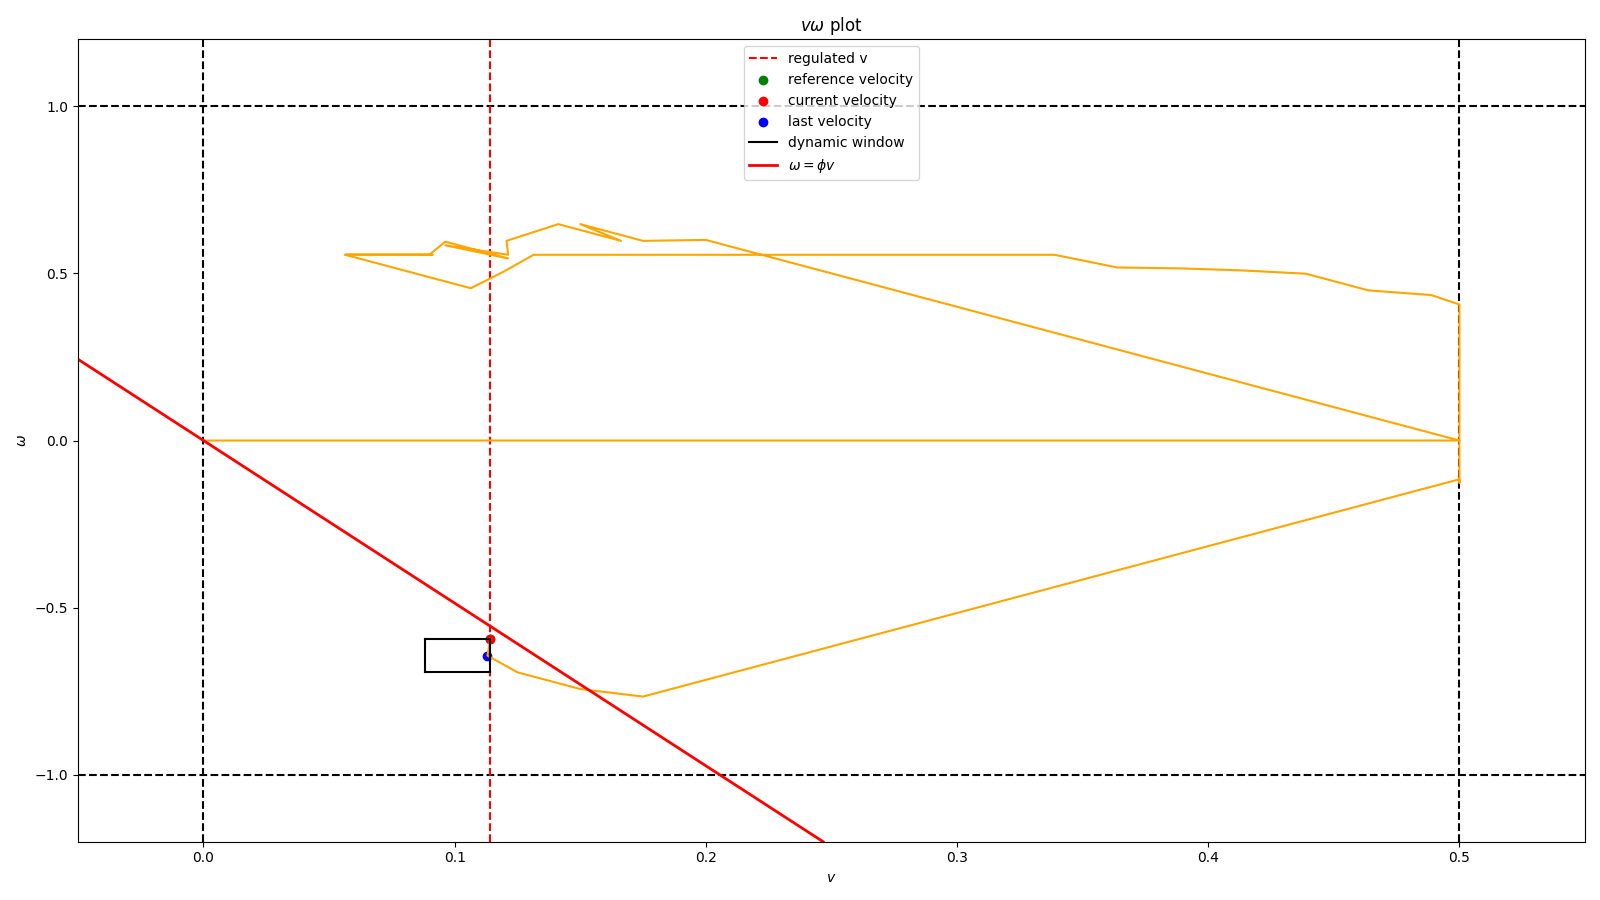 vω plot
regulated v
reference velocity
current velocity
last velocity
dynamic window
ω = ϕv
1.0
0.5
0.0
−0.5
−1.0
ω
0.0 0.1 0.2 0.3 0.4 0.5
v